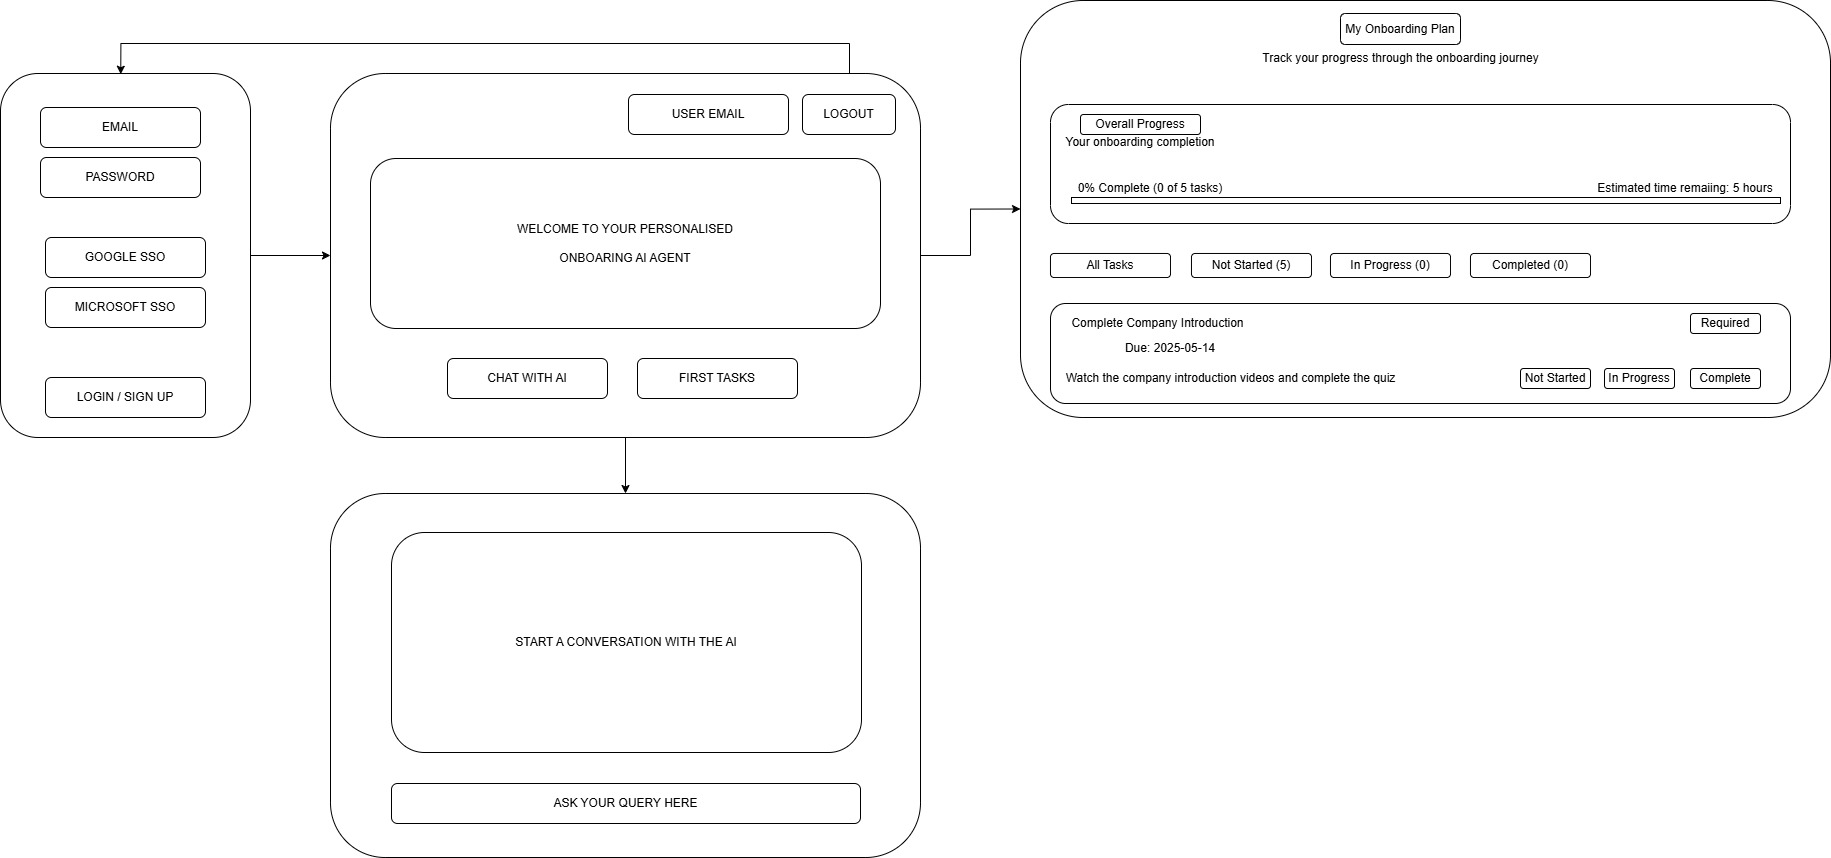 EMAIL
PASSWORD
GOOGLE SSO
MICROSOFT SSO
LOGIN / SIGN UP
USER EMAIL
LOGOUT
WELCOME TO YOUR PERSONALISED
ONBOARING AI AGENT
CHAT WITH AI
FIRST TASKS
START A CONVERSATION WITH THE AI
ASK YOUR QUERY HERE
My Onboarding Plan
Track your progress through the onboarding journey
Overall Progress
Your onboarding completion
0% Complete (0 of 5 tasks)
Estimated time remaiing: 5 hours
All Tasks
Not Started (5)
In Progress (0)
Completed (0)
Complete Company Introduction
Required
Due: 2025-05-14
Watch the company introduction videos and complete the quiz
Not Started
In Progress
Complete